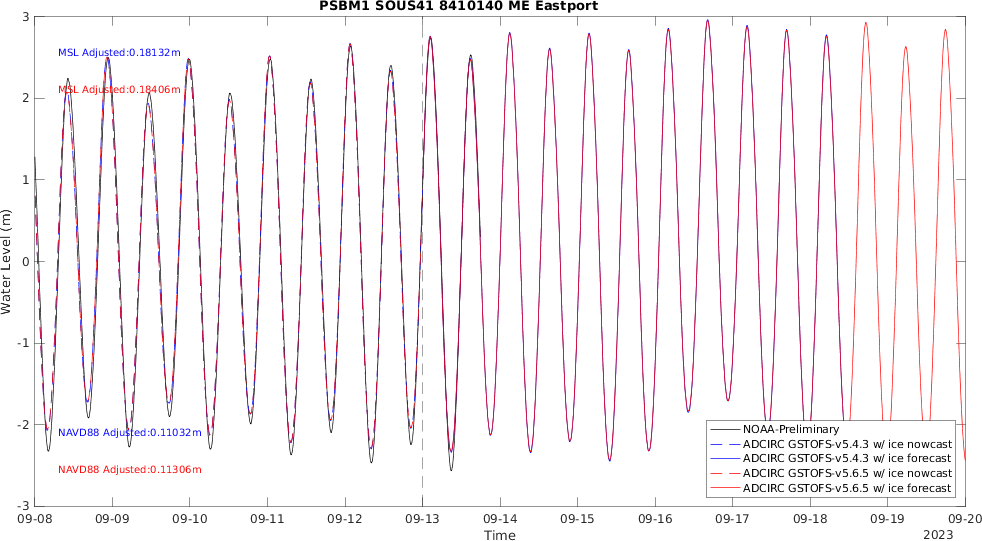 PSBM1 SOUS41 8410140 ME Eastport
3
2
1
0
-1
-2
-3
Water Level (m)
MSL Adjusted:0.18132m
MSL Adjusted:0.18406m
NAVD88 Adjusted:0.11032m
NAVD88 Adjusted:0.11306m
NOAA-Preliminary
ADCIRC GSTOFS-v5.4.3 w/ ice nowcast
ADCIRC GSTOFS-v5.4.3 w/ ice forecast
ADCIRC GSTOFS-v5.6.5 w/ ice nowcast
ADCIRC GSTOFS-v5.6.5 w/ ice forecast
09-08 09-09 09-10 09-11 09-12 09-13 09-14 09-15 09-16 09-17 09-18 09-19 09-20
Time
2023